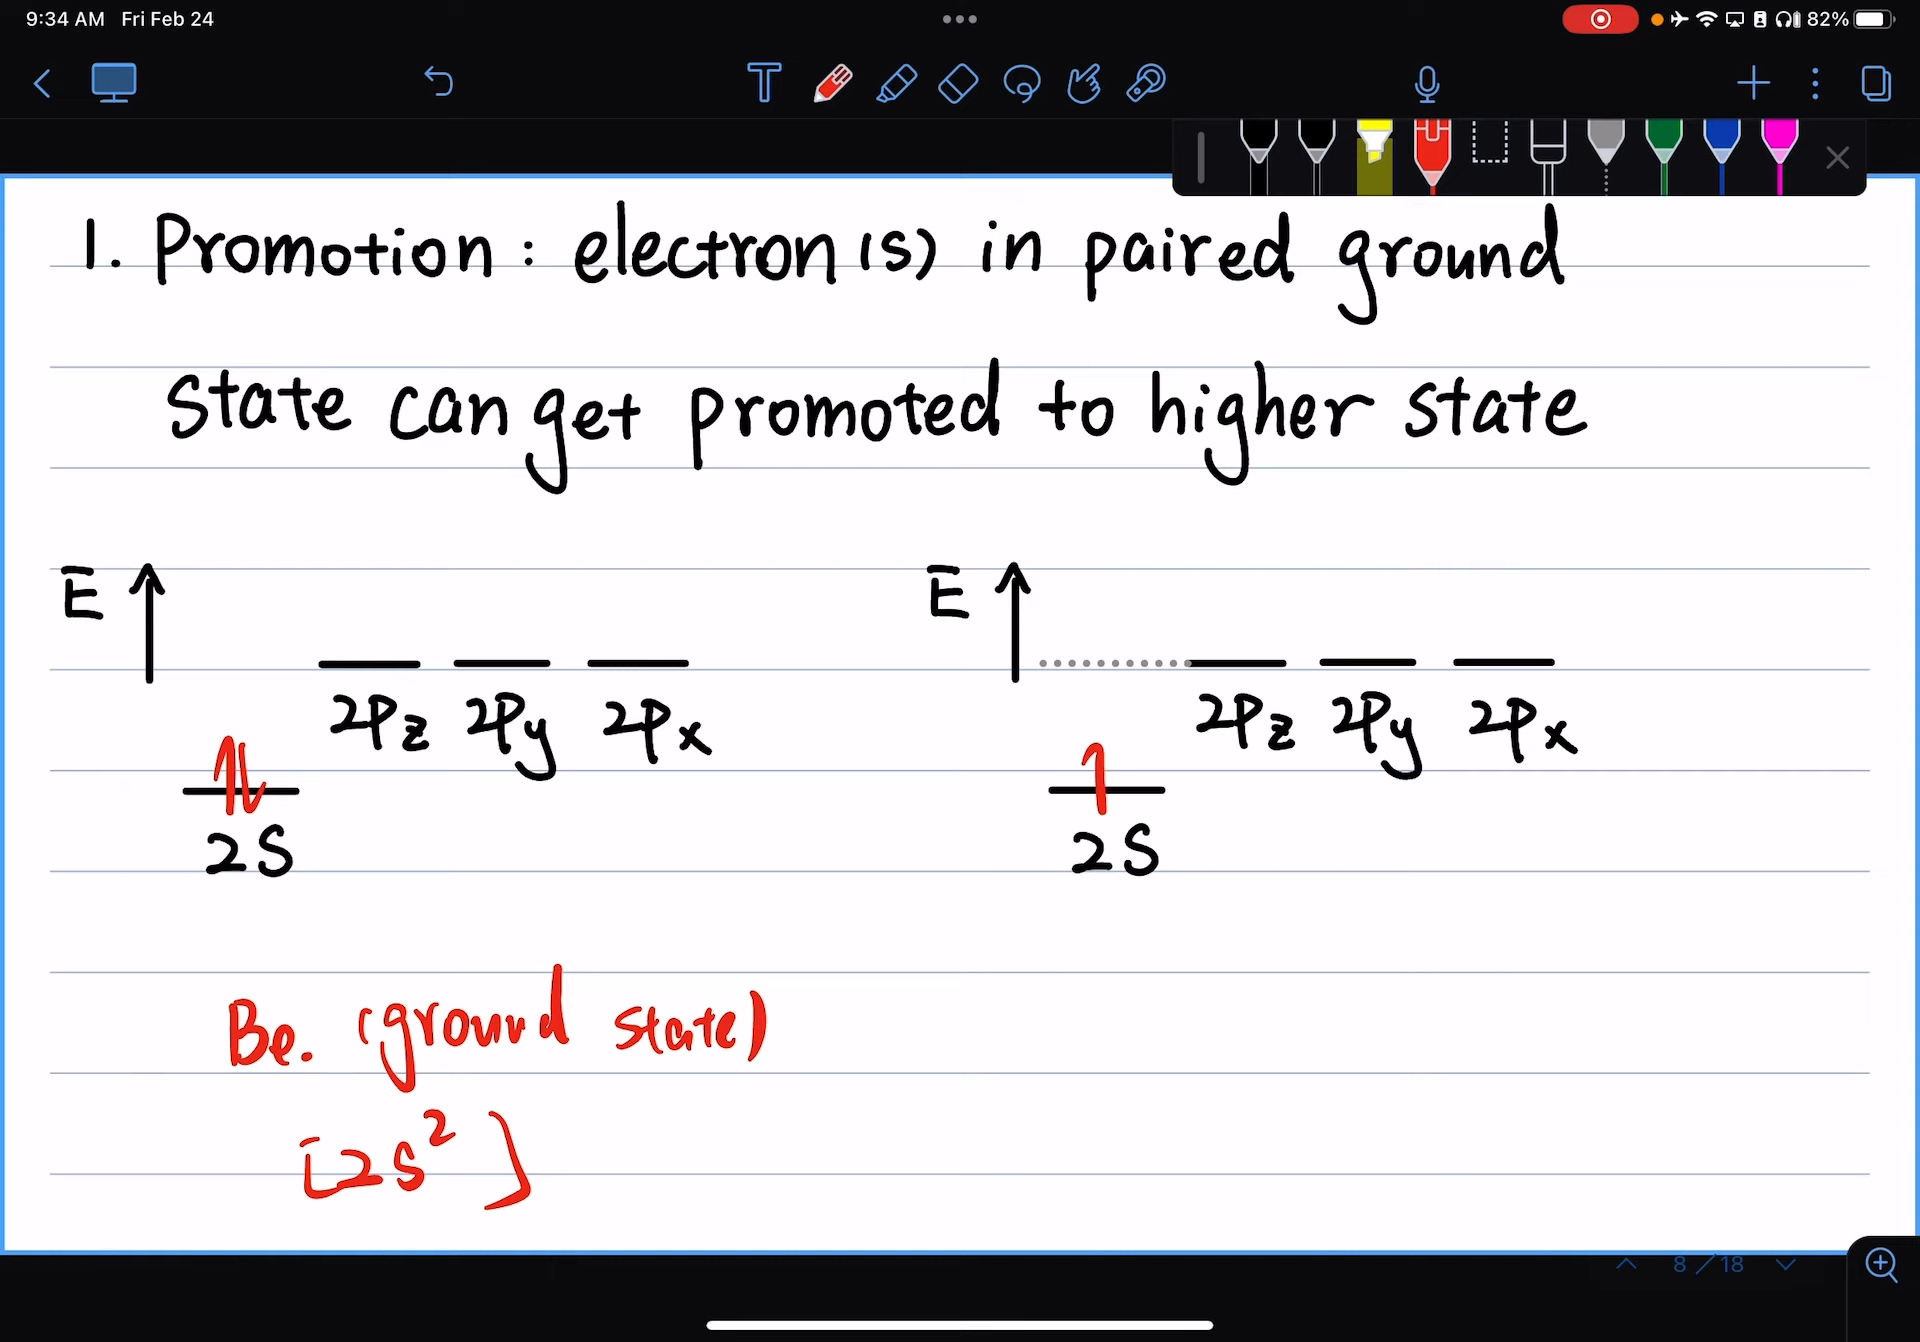 9:34 AM Fri Feb 24
82%
T
1. Promotion : electron(s) in paired ground
state can get promoted to higher state
E E
2Pz 2Py 2Px 2Pz 2Py 2Px
2S 2S
Be. (ground state)
[2S²]
8 / 18